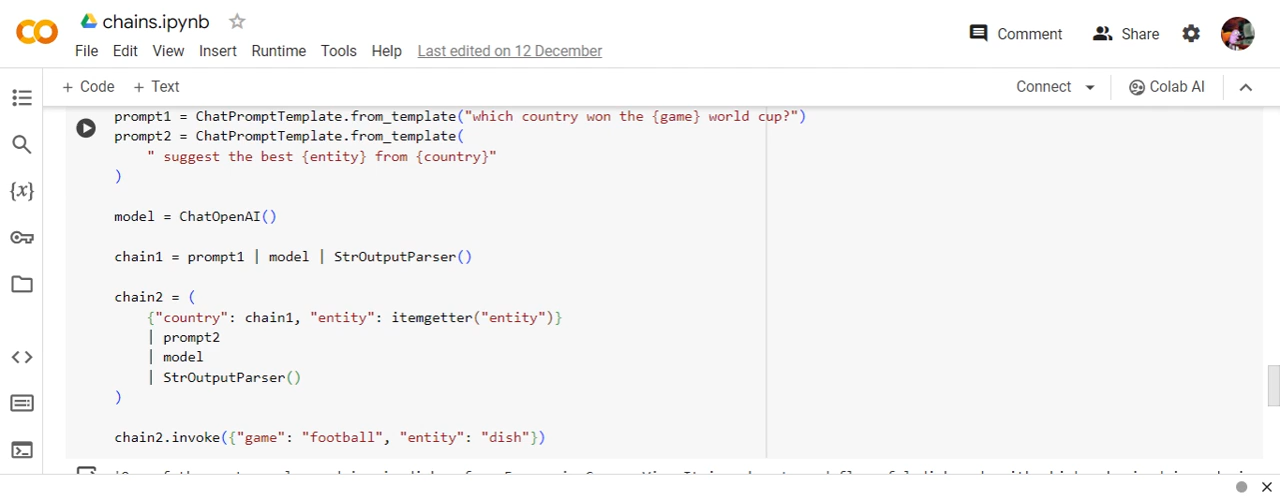 chains.ipynb
File Edit View Insert Runtime Tools Help Last edited on 12 December
Comment Share
+ Code + Text
Connect Colab AI
prompt1 = ChatPromptTemplate.from_template("which country won the {game} world cup?")
prompt2 = ChatPromptTemplate.from_template(
" suggest the best {entity} from {country}"
)
model = ChatOpenAI()
chain1 = prompt1 | model | StrOutputParser()
chain2 = (
{"country": chain1, "entity": itemgetter("entity")}
| prompt2
| model
| StrOutputParser()
)
chain2.invoke({"game": "football", "entity": "dish"})